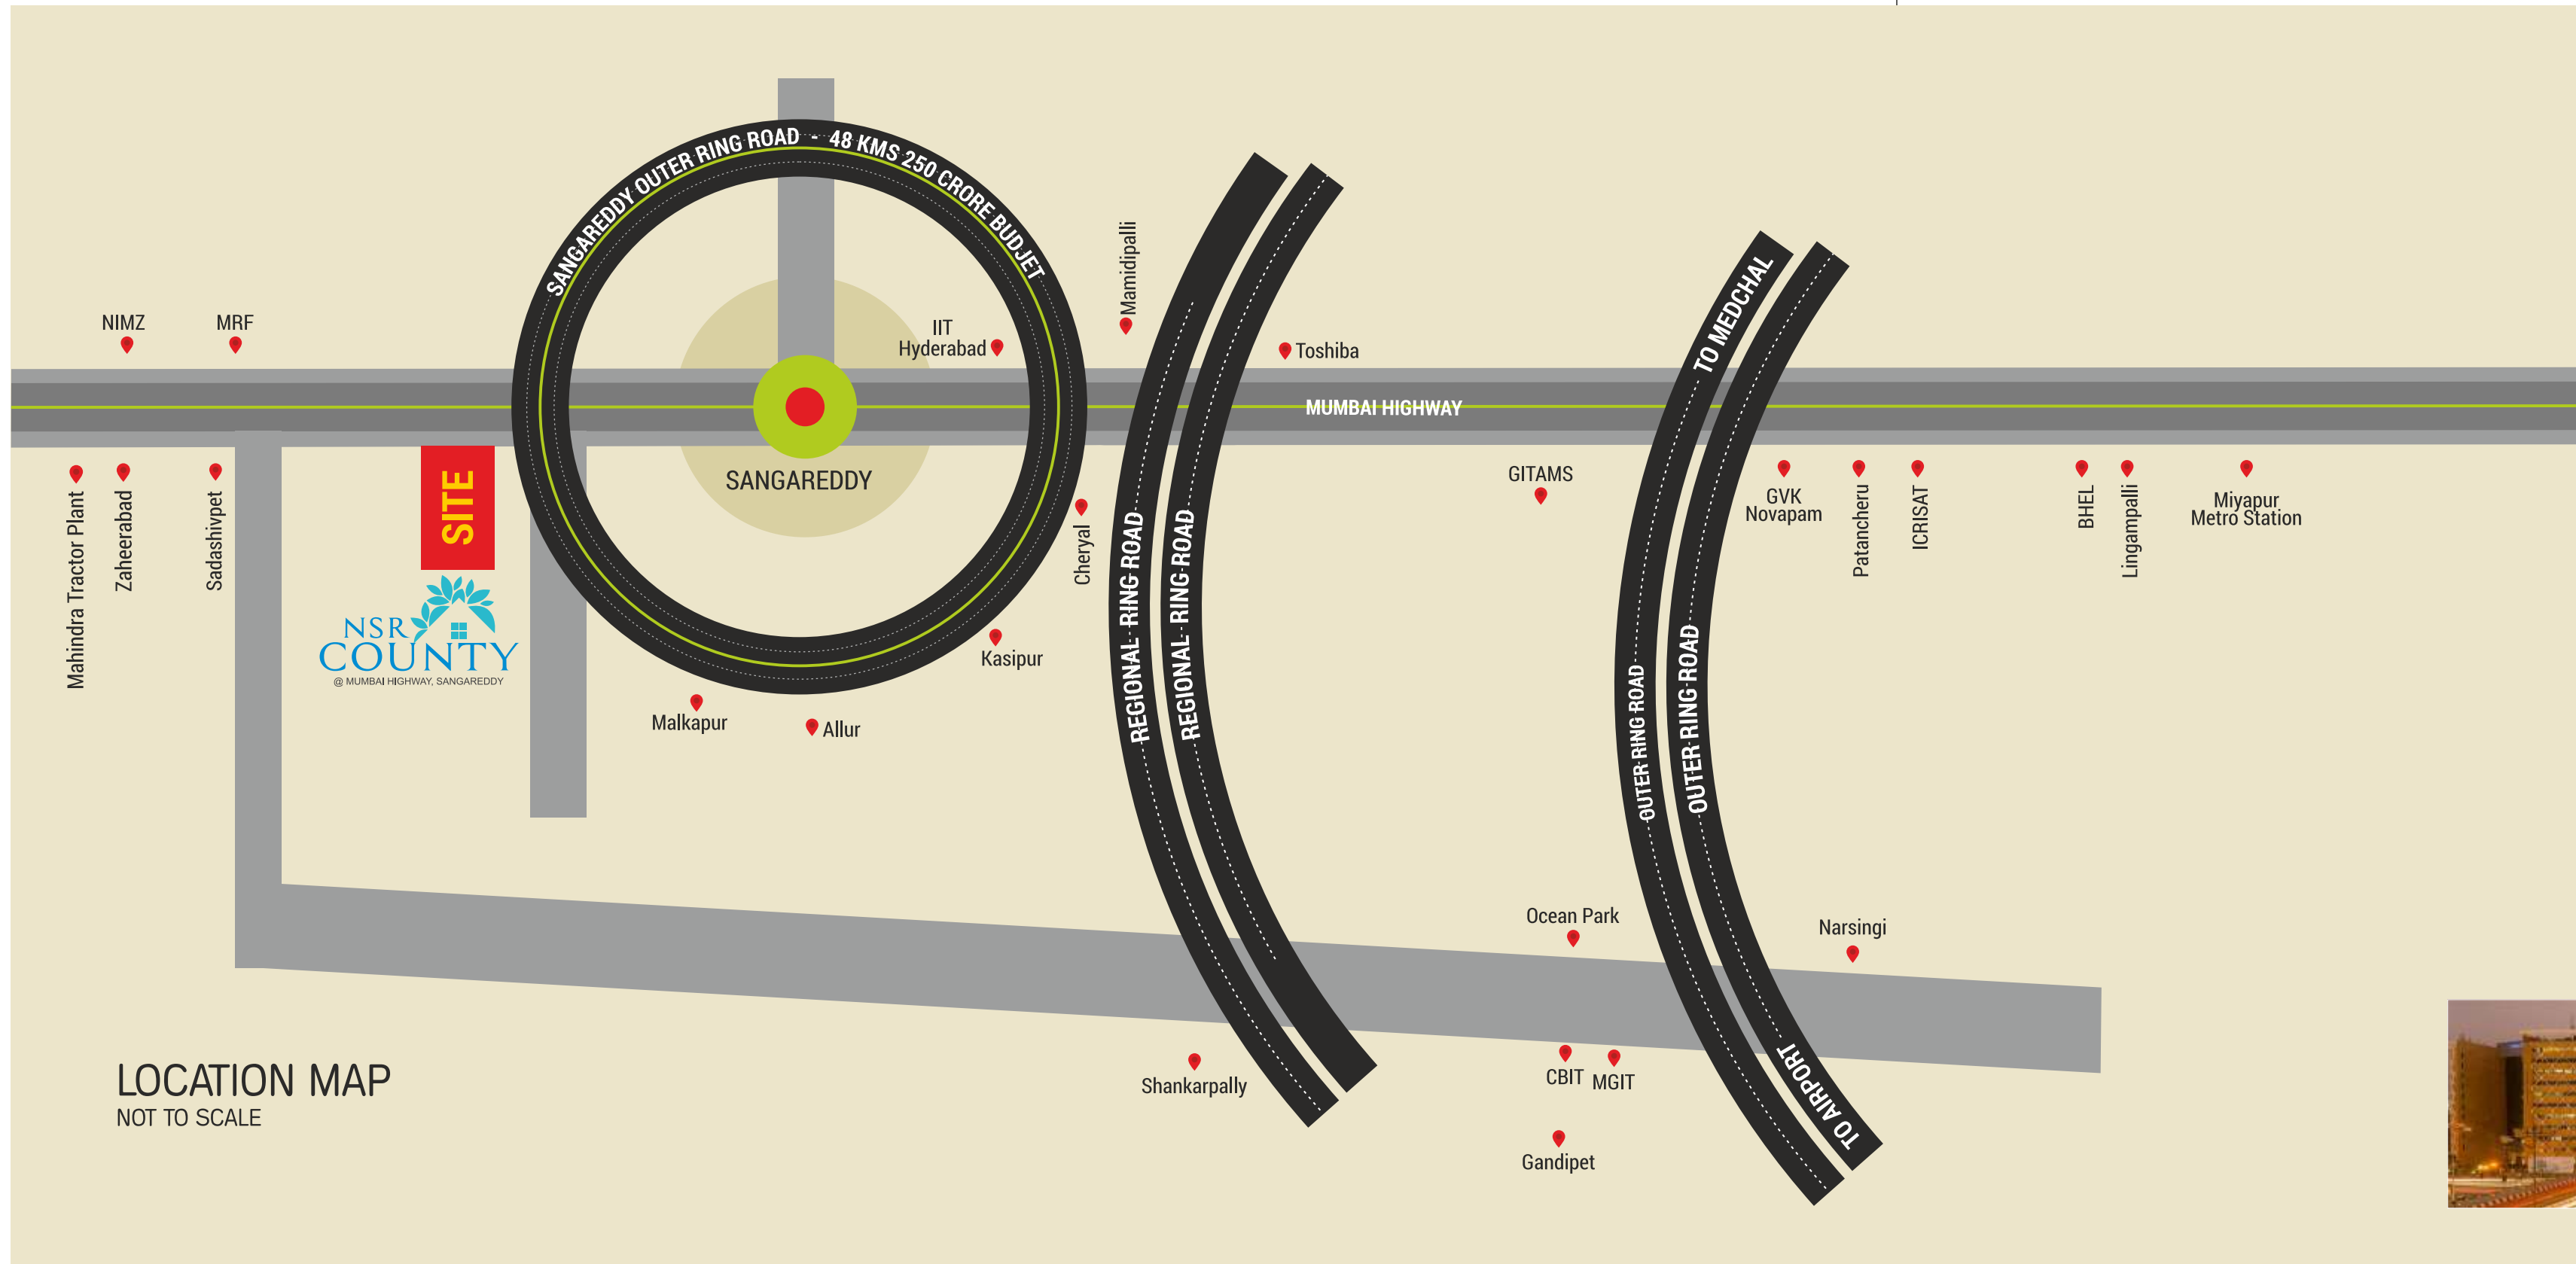 SANGAREDDY OUTER RING ROAD - 48 KMS 250 CRORE BUDJET
NIMZ
MRF
IIT
Hyderabad
Mamidipalli
Toshiba
TO MEDCHAL
MUMBAI HIGHWAY
SANGAREDDY
Mahindra Tractor Plant
Zaheerabad
Sadashivpet
SITE
NSR
COUNTY
@ MUMBAI HIGHWAY, SANGAREDDY
Cheryal
Kasipur
Malkapur
Allur
REGIONAL RING ROAD
REGIONAL RING ROAD
GITAMS
GVK
Novapam
Patancheru
ICRISAT
BHEL
Lingampalli
Miyapur
Metro Station
OUTER RING ROAD
OUTER RING ROAD
Ocean Park
Narsingi
Shankarpally
CBIT
MGIT
Gandipet
TO AIRPORT
LOCATION MAP
NOT TO SCALE